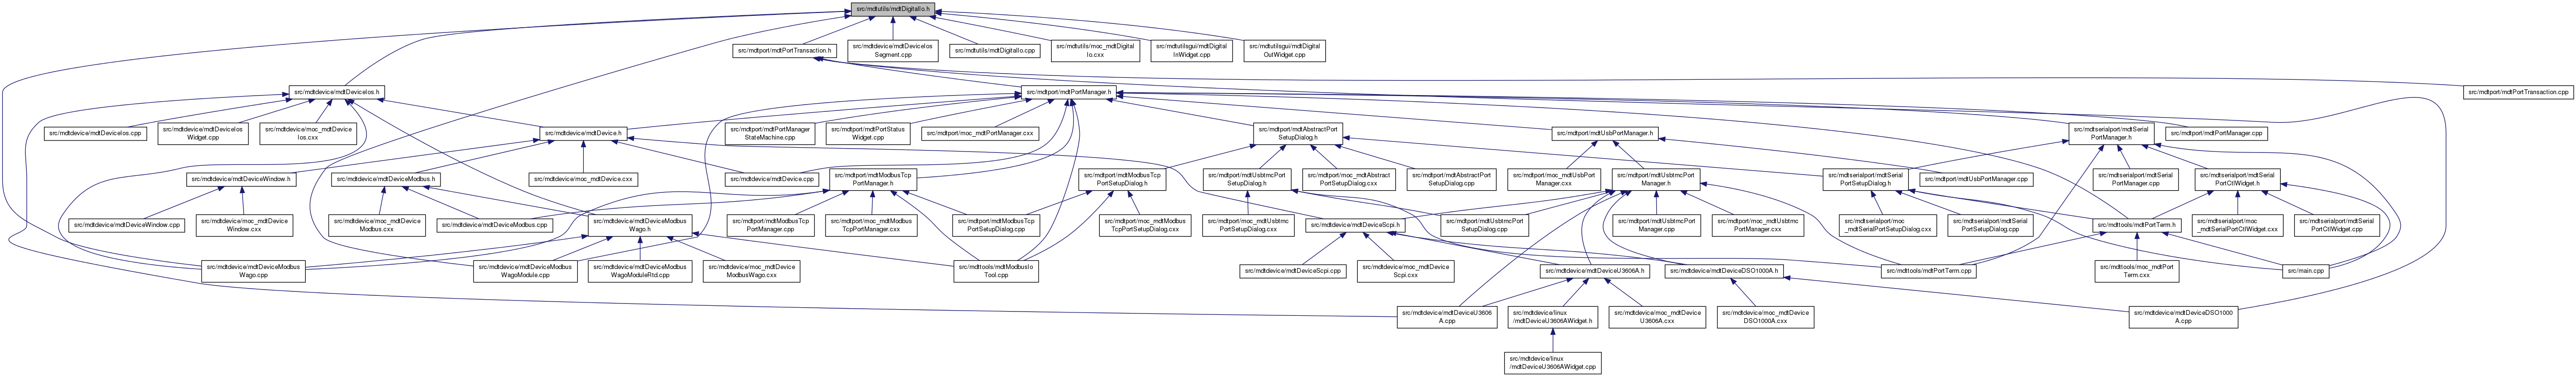 src/mdtutils/mdtDigitalIo.h
src/mdtport/mdtPortTransaction.h
src/mdtdevice/mdtDeviceIos
Segment.cpp
src/mdtutils/mdtDigitalIo.cpp
src/mdtutils/moc_mdtDigital
Io.cxx
src/mdtutilsgui/mdtDigital
InWidget.cpp
src/mdtutilsgui/mdtDigital
OutWidget.cpp
src/mdtdevice/mdtDeviceIos.h
src/mdtport/mdtPortManager.h
src/mdtport/mdtPortTransaction.cpp
src/mdtdevice/mdtDeviceIos.cpp
src/mdtdevice/mdtDeviceIos
Widget.cpp
src/mdtdevice/moc_mdtDevice
Ios.cxx
src/mdtdevice/mdtDevice.h
src/mdtport/mdtPortManager
StateMachine.cpp
src/mdtport/mdtPortStatus
Widget.cpp
src/mdtport/moc_mdtPortManager.cxx
src/mdtport/mdtAbstractPort
SetupDialog.h
src/mdtport/mdtUsbPortManager.h
src/mdtserialport/mdtSerial
PortManager.h
src/mdtport/mdtPortManager.cpp
src/mdtdevice/mdtDeviceWindow.h
src/mdtdevice/mdtDeviceModbus.h
src/mdtdevice/moc_mdtDevice.cxx
src/mdtdevice/mdtDevice.cpp
src/mdtport/mdtModbusTcp
PortManager.h
src/mdtport/mdtModbusTcp
PortSetupDialog.h
src/mdtport/mdtUsbtmcPort
SetupDialog.h
src/mdtport/moc_mdtAbstract
PortSetupDialog.cxx
src/mdtport/mdtAbstractPort
SetupDialog.cpp
src/mdtport/moc_mdtUsbPort
Manager.cxx
src/mdtport/mdtUsbtmcPort
Manager.h
src/mdtserialport/mdtSerial
PortSetupDialog.h
src/mdtport/mdtUsbPortManager.cpp
src/mdtserialport/mdtSerial
PortManager.cpp
src/mdtserialport/mdtSerial
PortCtlWidget.h
src/mdtdevice/mdtDeviceWindow.cpp
src/mdtdevice/moc_mdtDevice
Window.cxx
src/mdtdevice/moc_mdtDevice
Modbus.cxx
src/mdtdevice/mdtDeviceModbus.cpp
src/mdtdevice/mdtDeviceModbus
Wago.h
src/mdtport/mdtModbusTcp
PortManager.cpp
src/mdtport/moc_mdtModbus
TcpPortManager.cxx
src/mdtport/mdtModbusTcp
PortSetupDialog.cpp
src/mdtport/moc_mdtModbus
TcpPortSetupDialog.cxx
src/mdtport/moc_mdtUsbtmc
PortSetupDialog.cxx
src/mdtdevice/mdtDeviceScpi.h
src/mdtport/mdtUsbtmcPort
SetupDialog.cpp
src/mdtport/mdtUsbtmcPort
Manager.cpp
src/mdtport/moc_mdtUsbtmc
PortManager.cxx
src/mdtserialport/moc
_mdtSerialPortSetupDialog.cxx
src/mdtserialport/mdtSerial
PortSetupDialog.cpp
src/mdttools/mdtPortTerm.h
src/mdtserialport/moc
_mdtSerialPortCtlWidget.cxx
src/mdtserialport/mdtSerial
PortCtlWidget.cpp
src/mdtdevice/mdtDeviceModbus
Wago.cpp
src/mdtdevice/mdtDeviceModbus
WagoModule.cpp
src/mdtdevice/mdtDeviceModbus
WagoModuleRtd.cpp
src/mdtdevice/moc_mdtDevice
ModbusWago.cxx
src/mdttools/mdtModbusIo
Tool.cpp
src/mdtdevice/mdtDeviceScpi.cpp
src/mdtdevice/moc_mdtDevice
Scpi.cxx
src/mdtdevice/mdtDeviceU3606A.h
src/mdtdevice/mdtDeviceDSO1000A.h
src/mdttools/mdtPortTerm.cpp
src/mdttools/moc_mdtPort
Term.cxx
src/main.cpp
src/mdtdevice/mdtDeviceU3606
A.cpp
src/mdtdevice/linux
/mdtDeviceU3606AWidget.h
src/mdtdevice/moc_mdtDevice
U3606A.cxx
src/mdtdevice/moc_mdtDevice
DSO1000A.cxx
src/mdtdevice/mdtDeviceDSO1000
A.cpp
src/mdtdevice/linux
/mdtDeviceU3606AWidget.cpp